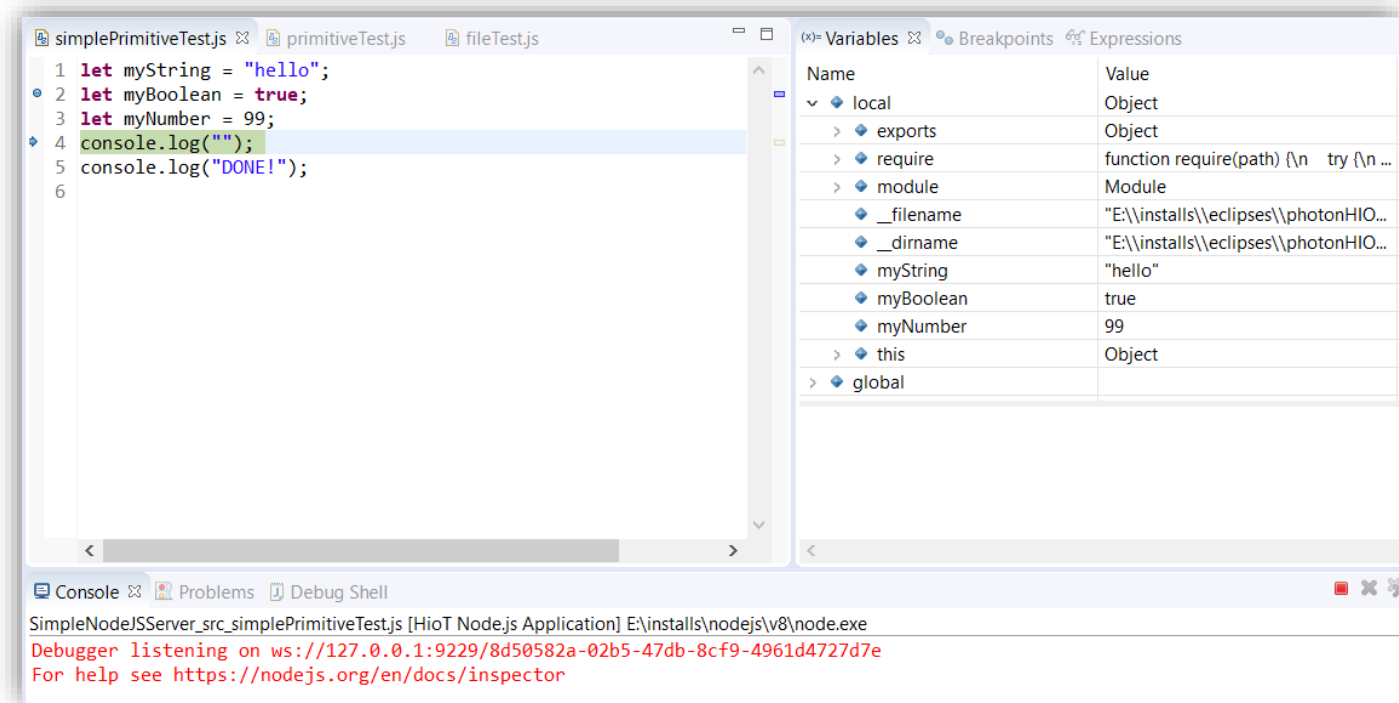 simplePrimitiveTest.js primitiveTest.js fileTest.js
1 let myString = "hello";
2 let myBoolean = true;
3 let myNumber = 99;
4 console.log("");
5 console.log("DONE!");
6
(x)= Variables Breakpoints Expressions
Name Value
local Object
exports Object
require function require(path) {\n try {\n ...
module Module
__filename "E:\\installs\\eclipses\\photonHIO...
__dirname "E:\\installs\\eclipses\\photonHIO...
myString "hello"
myBoolean true
myNumber 99
this Object
global
Console Problems Debug Shell
SimpleNodeJSServer_src_simplePrimitiveTest.js [HioT Node.js Application] E:\installs\nodejs\v8\node.exe
Debugger listening on ws://127.0.0.1:9229/8d50582a-02b5-47db-8cf9-4961d4727d7e
For help see https://nodejs.org/en/docs/inspector